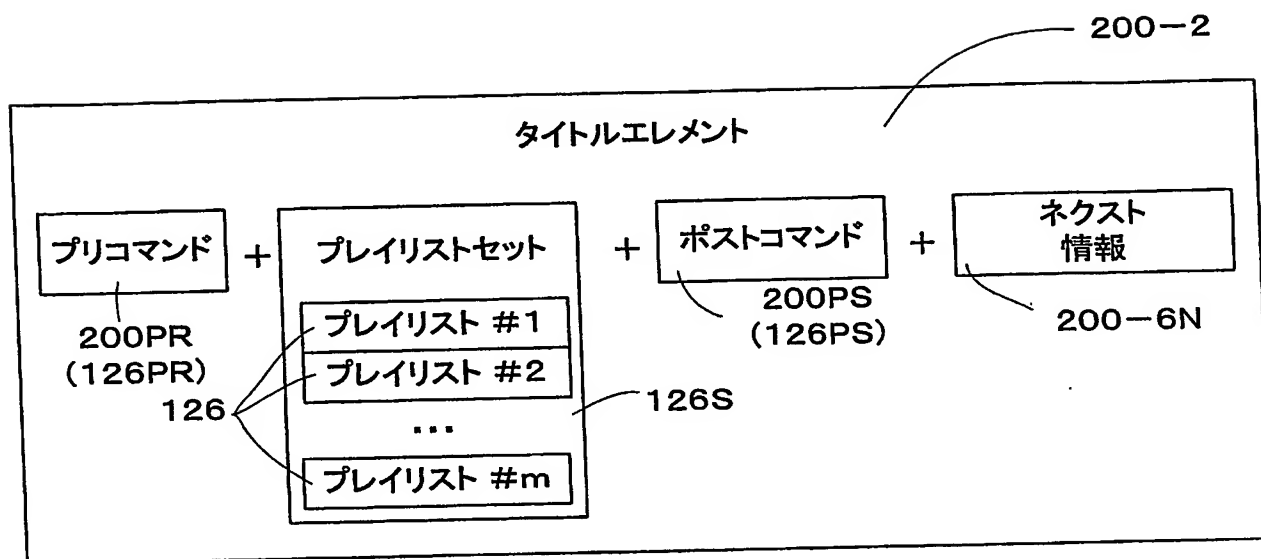 200-2
タイトルエレメント
プリコマンド
+
プレイリストセット
+
ポストコマンド
+
ネクスト
情報
200PR
(126PR)
プレイリスト #1
プレイリスト #2
...
プレイリスト #m
126
126S
200PS
(126PS)
200-6N